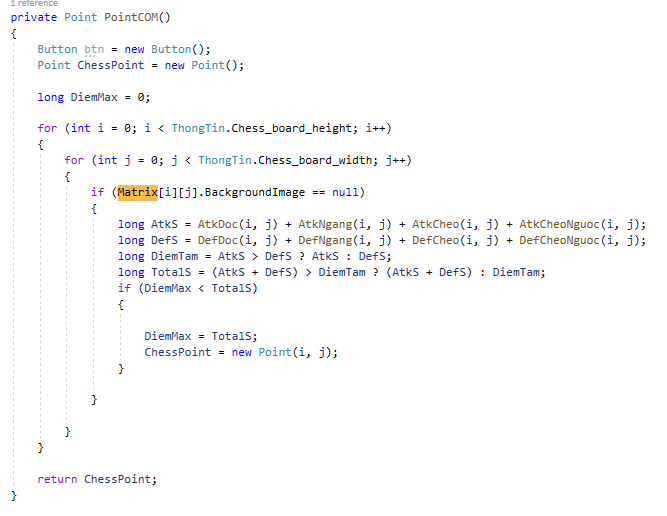 1 reference
private Point PointCOM()
{
Button btn = new Button();
Point ChessPoint = new Point();
long DiemMax = 0;
for (int i = 0; i < ThongTin.Chess_board_height; i++)
{
for (int j = 0; j < ThongTin.Chess_board_width; j++)
{
if (Matrix[i][j].BackgroundImage == null)
{
long AtkS = AtkDoc(i, j) + AtkNgang(i, j) + AtkCheo(i, j) + AtkCheoNguoc(i, j);
long DefS = DefDoc(i, j) + DefNgang(i, j) + DefCheo(i, j) + DefCheoNguoc(i, j);
long DiemTam = AtkS > DefS ? AtkS : DefS;
long TotalS = (AtkS + DefS) > DiemTam ? (AtkS + DefS) : DiemTam;
if (DiemMax < TotalS)
{
DiemMax = TotalS;
ChessPoint = new Point(i, j);
}
}
}
}
return ChessPoint;
}